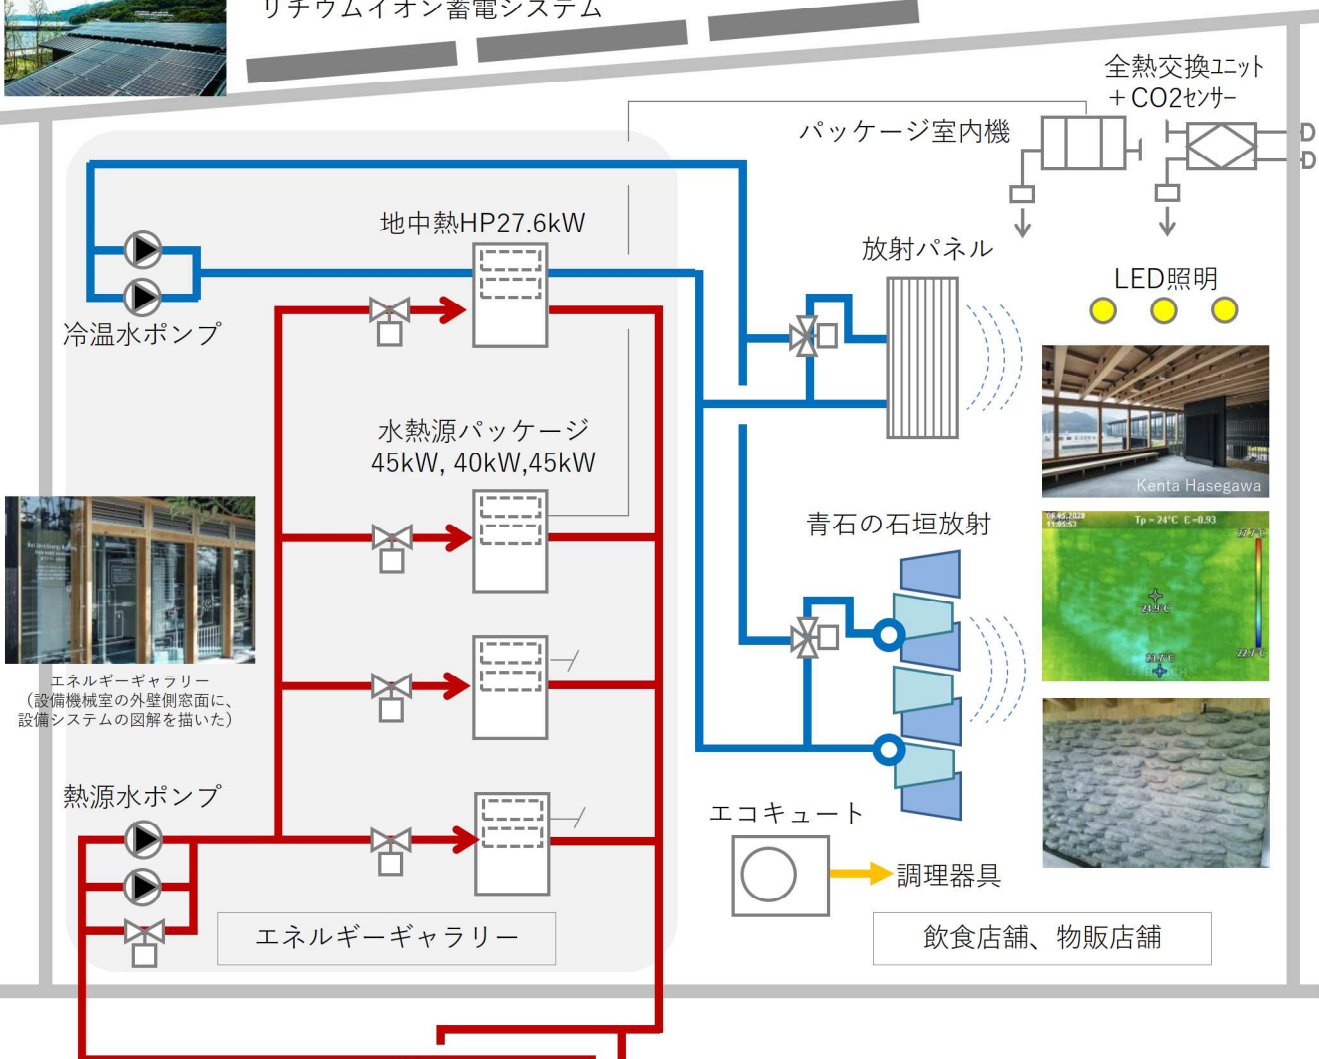 リチウムイオン蓄電システム
全熱交換ユニット
＋CO2センサー
パッケージ室内機
D
D
地中熱HP27.6kW
放射パネル
LED照明
冷温水ポンプ
水熱源パッケージ
45kW, 40kW,45kW
Kenta Hasegawa
青石の石垣放射
Tp = 24°C ε=0.93
24.9°C
23.7°C
22.7°C
エネルギーギャラリー
（設備機械室の外壁側窓面に、
設備システムの図解を描いた）
熱源水ポンプ
エコキュート
調理器具
エネルギーギャラリー
飲食店舗、物販店舗